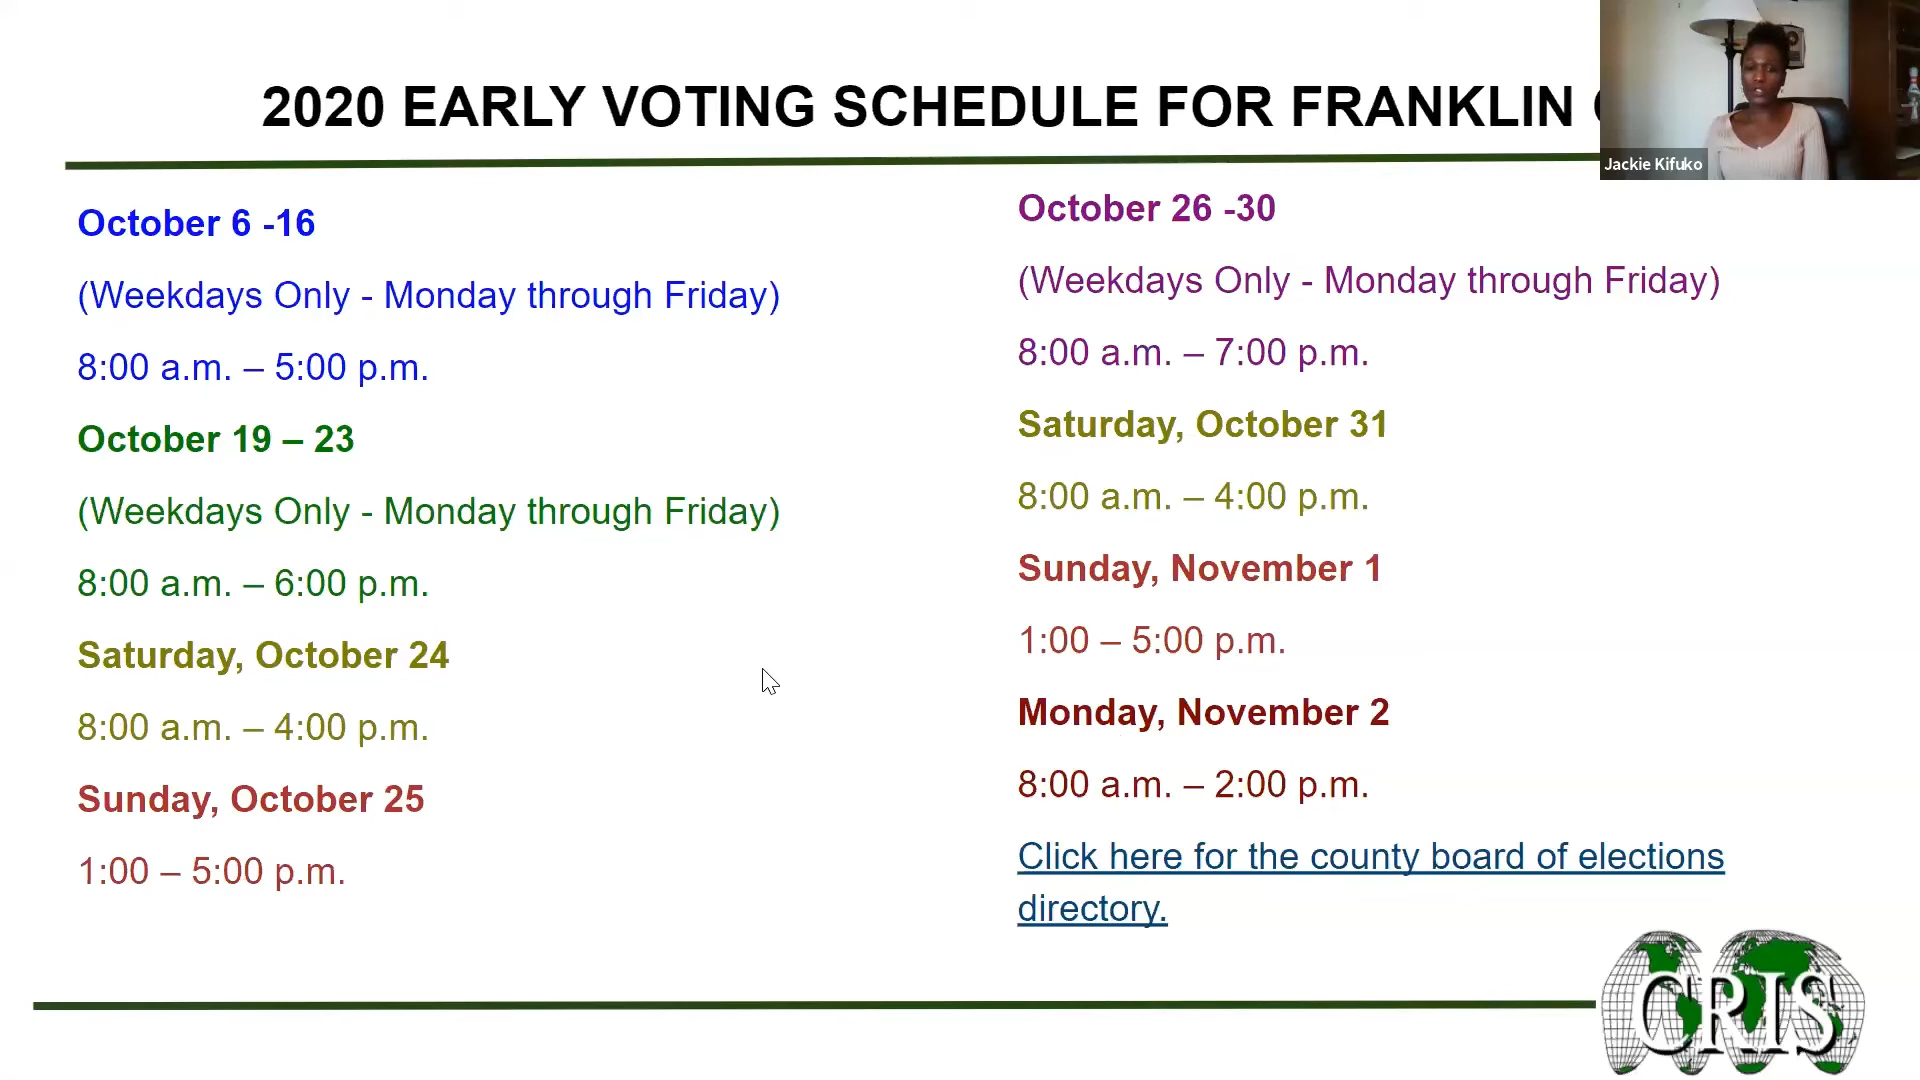 2020 EARLY VOTING SCHEDULE FOR FRANKLIN
Jackie Kifuko
October 6 -16
(Weekdays Only - Monday through Friday)
8:00 a.m. – 5:00 p.m.
October 19 – 23
(Weekdays Only - Monday through Friday)
8:00 a.m. – 6:00 p.m.
Saturday, October 24
8:00 a.m. – 4:00 p.m.
Sunday, October 25
1:00 – 5:00 p.m.
October 26 -30
(Weekdays Only - Monday through Friday)
8:00 a.m. – 7:00 p.m.
Saturday, October 31
8:00 a.m. – 4:00 p.m.
Sunday, November 1
1:00 – 5:00 p.m.
Monday, November 2
8:00 a.m. – 2:00 p.m.
Click here for the county board of elections
directory.
CRIS